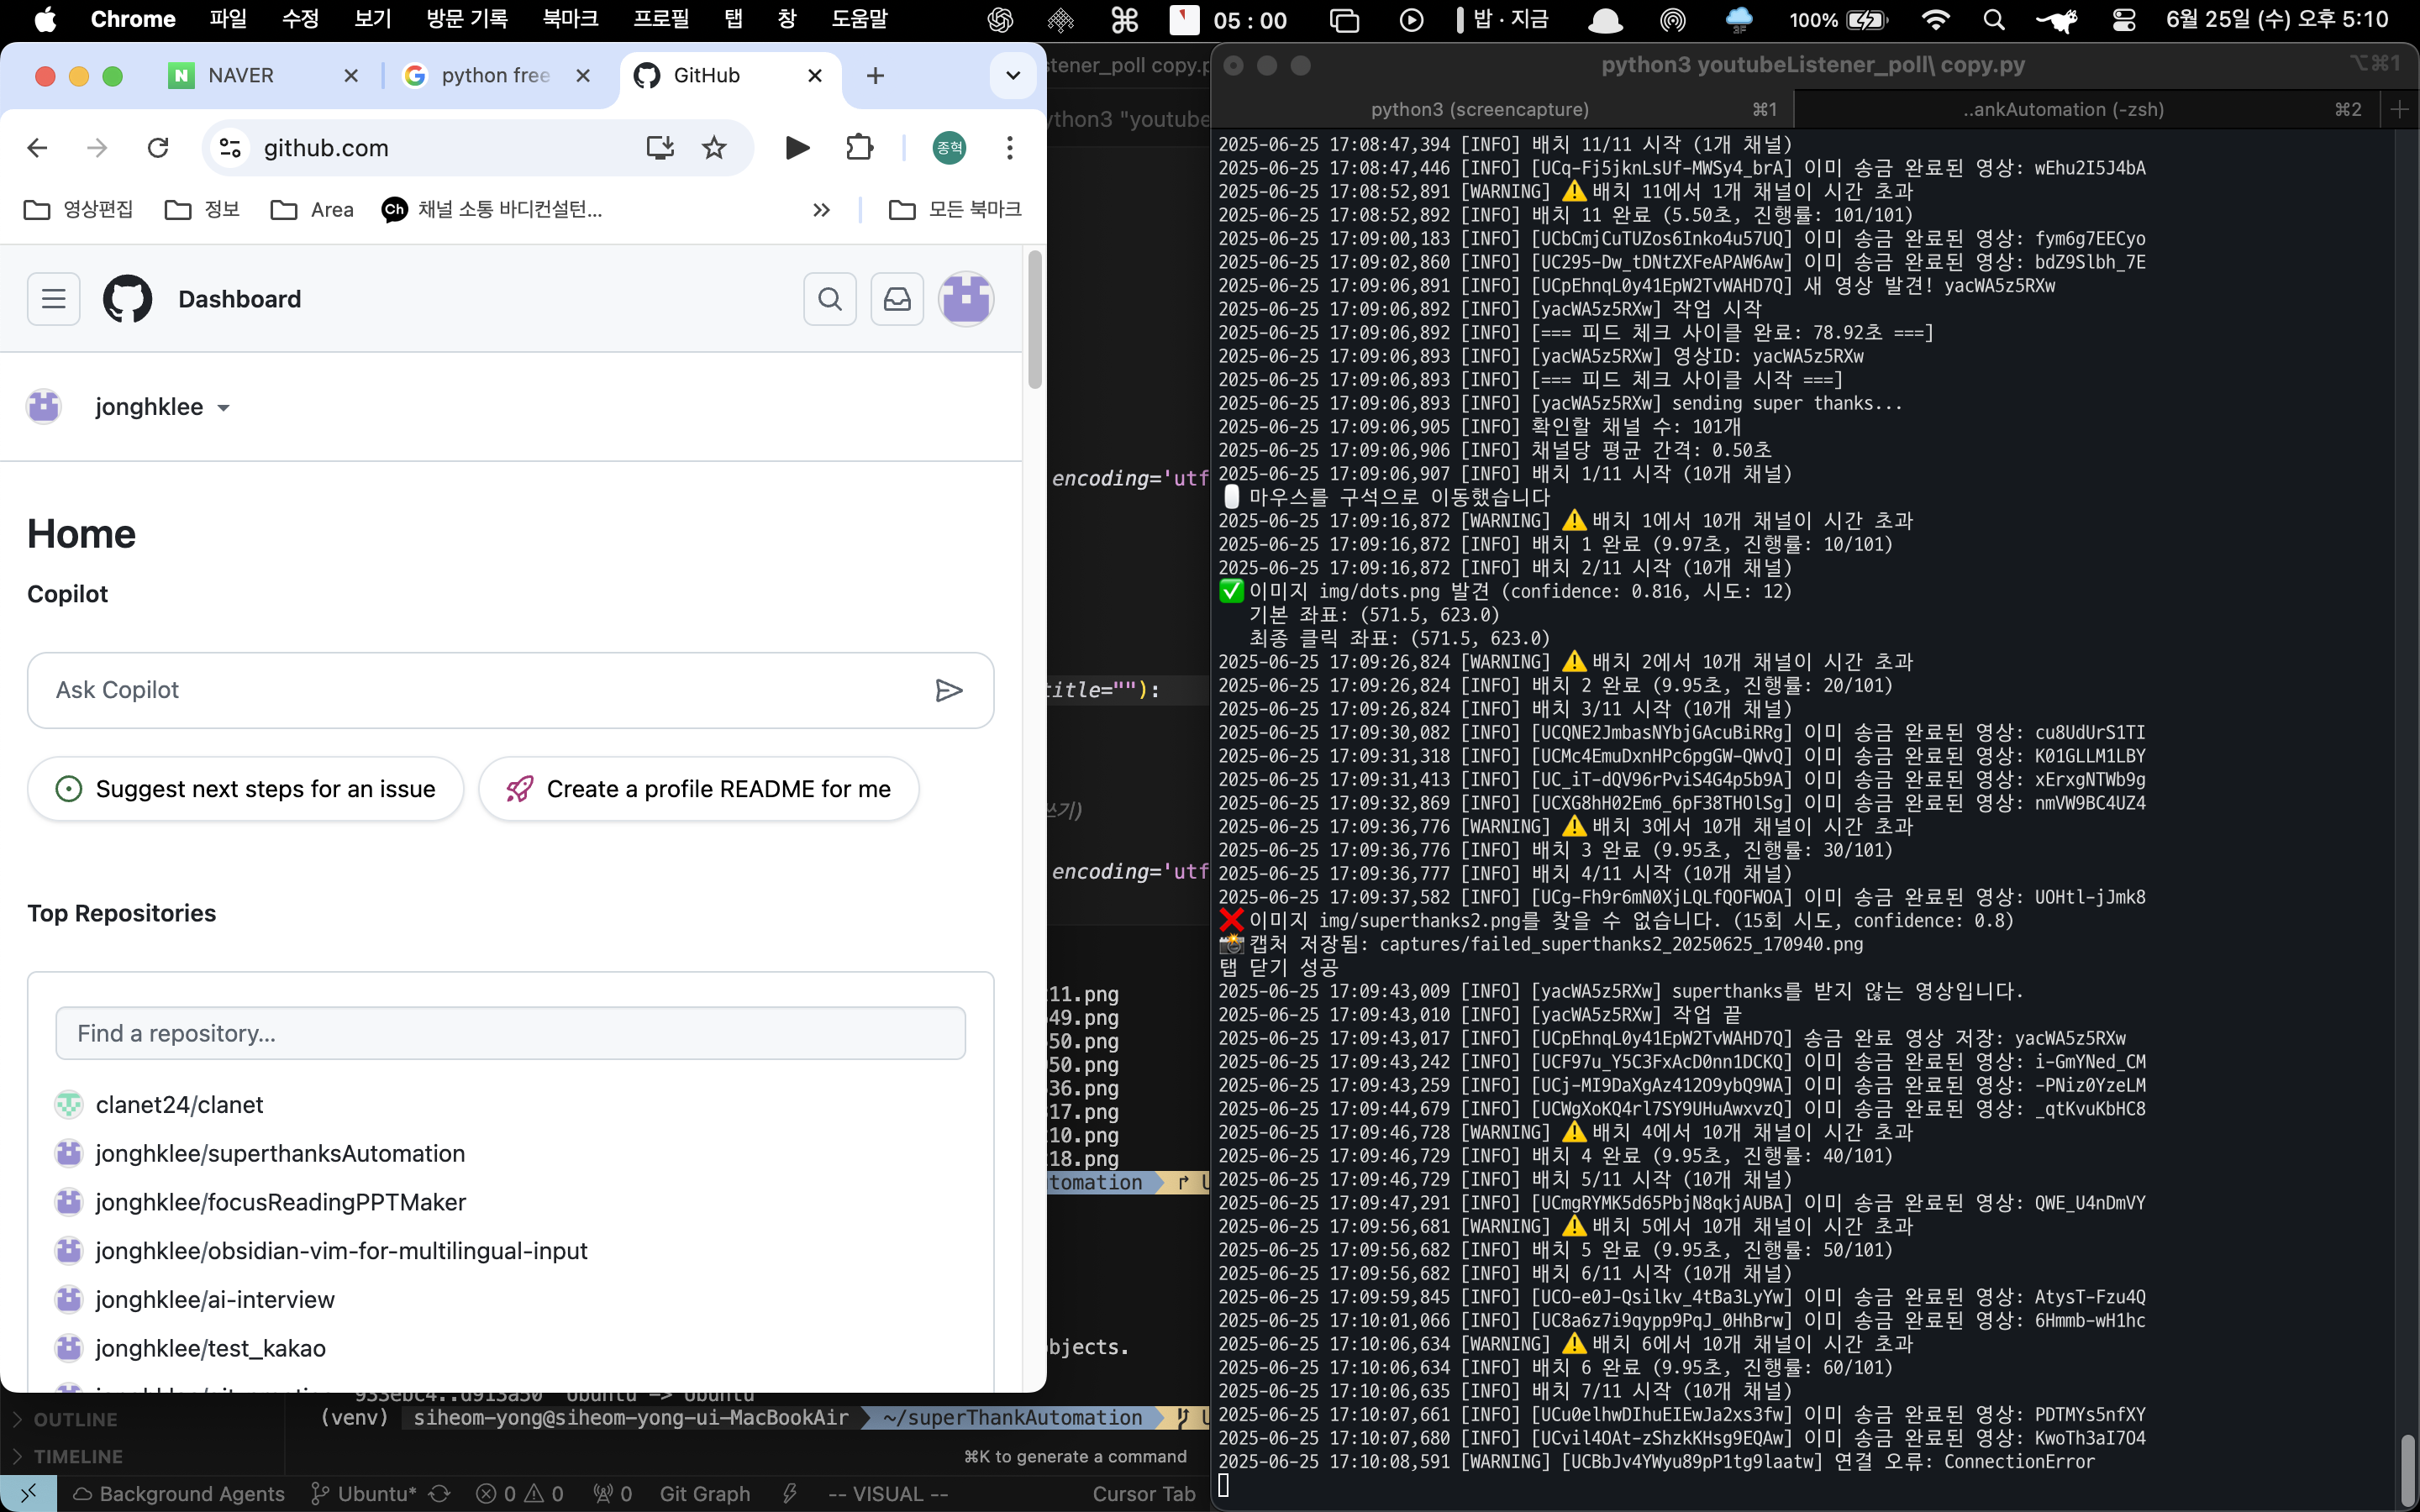 Chrome 파일 수정 보기 방문 기록 북마크 프로필 탭 창 도움말 05 : 00 밥 · 지금 100% 6월 25일 (수) 오후 5:10
NAVER
python free
GitHub
github.com
종혁
영상편집
정보
Area
Ch 채널 소통 바디컨설턴...
모든 북마크
Dashboard
jonghklee
Home
Copilot
Ask Copilot
Suggest next steps for an issue
Create a profile README for me
Top Repositories
Find a repository...
clanet24/clanet
jonghklee/superthanksAutomation
jonghklee/focusReadingPPTMaker
jonghklee/obsidian-vim-for-multilingual-input
jonghklee/ai-interview
jonghklee/test_kakao
stener_poll copy.p
ython3 "youtube
encoding='utf
title=""):
쓰기)
encoding='utf
11.png
49.png
50.png
50.png
36.png
17.png
10.png
18.png
tomation
bjects.
(venv) siheom-yong@siheom-yong-ui-MacBookAir ~/superThankAutomation
⌘K to generate a command
OUTLINE
TIMELINE
Background Agents Ubuntu* 0 0 0 Git Graph -- VISUAL -- Cursor Tab
python3 youtubeListener_poll\ copy.py ⌥⌘1
python3 (screencapture) ⌘1 ..ankAutomation (-zsh) ⌘2
2025-06-25 17:08:47,394 [INFO] 배치 11/11 시작 (1개 채널)
2025-06-25 17:08:47,446 [INFO] [UCq-Fj5jknLsUf-MWSy4_brA] 이미 송금 완료된 영상: wEhu2I5J4bA
2025-06-25 17:08:52,891 [WARNING] ⚠️ 배치 11에서 1개 채널이 시간 초과
2025-06-25 17:08:52,892 [INFO] 배치 11 완료 (5.50초, 진행률: 101/101)
2025-06-25 17:09:00,183 [INFO] [UCbCmjCuTUZos6Inko4u57UQ] 이미 송금 완료된 영상: fym6g7EECyo
2025-06-25 17:09:02,860 [INFO] [UC295-Dw_tDNtZXFeAPAW6Aw] 이미 송금 완료된 영상: bdZ9Slbh_7E
2025-06-25 17:09:06,891 [INFO] [UCpEhnqL0y41EpW2TvWAHD7Q] 새 영상 발견! yacWA5z5RXw
2025-06-25 17:09:06,892 [INFO] [yacWA5z5RXw] 작업 시작
2025-06-25 17:09:06,892 [INFO] [=== 피드 체크 사이클 완료: 78.92초 ===]
2025-06-25 17:09:06,893 [INFO] [yacWA5z5RXw] 영상ID: yacWA5z5RXw
2025-06-25 17:09:06,893 [INFO] [=== 피드 체크 사이클 시작 ===]
2025-06-25 17:09:06,893 [INFO] [yacWA5z5RXw] sending super thanks...
2025-06-25 17:09:06,905 [INFO] 확인할 채널 수: 101개
2025-06-25 17:09:06,906 [INFO] 채널당 평균 간격: 0.50초
2025-06-25 17:09:06,907 [INFO] 배치 1/11 시작 (10개 채널)
🖱️ 마우스를 구석으로 이동했습니다
2025-06-25 17:09:16,872 [WARNING] ⚠️ 배치 1에서 10개 채널이 시간 초과
2025-06-25 17:09:16,872 [INFO] 배치 1 완료 (9.97초, 진행률: 10/101)
2025-06-25 17:09:16,872 [INFO] 배치 2/11 시작 (10개 채널)
✅ 이미지 img/dots.png 발견 (confidence: 0.816, 시도: 12)
기본 좌표: (571.5, 623.0)
최종 클릭 좌표: (571.5, 623.0)
2025-06-25 17:09:26,824 [WARNING] ⚠️ 배치 2에서 10개 채널이 시간 초과
2025-06-25 17:09:26,824 [INFO] 배치 2 완료 (9.95초, 진행률: 20/101)
2025-06-25 17:09:26,824 [INFO] 배치 3/11 시작 (10개 채널)
2025-06-25 17:09:30,082 [INFO] [UCQNE2JmbasNYbjGAcuBiRRg] 이미 송금 완료된 영상: cu8UdUrS1TI
2025-06-25 17:09:31,318 [INFO] [UCMc4EmuDxnHPc6pgGW-QWvQ] 이미 송금 완료된 영상: K01GLLM1LBY
2025-06-25 17:09:31,413 [INFO] [UC_iT-dQV96rPviS4G4p5b9A] 이미 송금 완료된 영상: xErxgNTWb9g
2025-06-25 17:09:32,869 [INFO] [UCXG8hH02Em6_6pF38THOlSg] 이미 송금 완료된 영상: nmVW9BC4UZ4
2025-06-25 17:09:36,776 [WARNING] ⚠️ 배치 3에서 10개 채널이 시간 초과
2025-06-25 17:09:36,776 [INFO] 배치 3 완료 (9.95초, 진행률: 30/101)
2025-06-25 17:09:36,777 [INFO] 배치 4/11 시작 (10개 채널)
2025-06-25 17:09:37,582 [INFO] [UCg-Fh9r6mN0XjLQLfQOFWOA] 이미 송금 완료된 영상: UOHtl-jJmk8
❌ 이미지 img/superthanks2.png를 찾을 수 없습니다. (15회 시도, confidence: 0.8)
📸 캡처 저장됨: captures/failed_superthanks2_20250625_170940.png
탭 닫기 성공
2025-06-25 17:09:43,009 [INFO] [yacWA5z5RXw] superthanks를 받지 않는 영상입니다.
2025-06-25 17:09:43,010 [INFO] [yacWA5z5RXw] 작업 끝
2025-06-25 17:09:43,017 [INFO] [UCpEhnqL0y41EpW2TvWAHD7Q] 송금 완료 영상 저장: yacWA5z5RXw
2025-06-25 17:09:43,242 [INFO] [UCF97u_Y5C3FxAcD0nn1DCKQ] 이미 송금 완료된 영상: i-GmYNed_CM
2025-06-25 17:09:43,259 [INFO] [UCj-MI9DaXgAz412O9ybQ9WA] 이미 송금 완료된 영상: -PNiz0YzeLM
2025-06-25 17:09:44,679 [INFO] [UCWgXoKQ4rl7SY9UHuAwxvzQ] 이미 송금 완료된 영상: _qtKvuKbHC8
2025-06-25 17:09:46,728 [WARNING] ⚠️ 배치 4에서 10개 채널이 시간 초과
2025-06-25 17:09:46,729 [INFO] 배치 4 완료 (9.95초, 진행률: 40/101)
2025-06-25 17:09:46,729 [INFO] 배치 5/11 시작 (10개 채널)
2025-06-25 17:09:47,291 [INFO] [UCmgRYMK5d65PbjN8qkjAUBA] 이미 송금 완료된 영상: QWE_U4nDmVY
2025-06-25 17:09:56,681 [WARNING] ⚠️ 배치 5에서 10개 채널이 시간 초과
2025-06-25 17:09:56,682 [INFO] 배치 5 완료 (9.95초, 진행률: 50/101)
2025-06-25 17:09:56,682 [INFO] 배치 6/11 시작 (10개 채널)
2025-06-25 17:09:59,845 [INFO] [UCO-e0J-Qsilkv_4tBa3LyYw] 이미 송금 완료된 영상: AtysT-Fzu4Q
2025-06-25 17:10:01,066 [INFO] [UC8a6z7i9qypp9PqJ_0HhBrw] 이미 송금 완료된 영상: 6Hmmb-wH1hc
2025-06-25 17:10:06,634 [WARNING] ⚠️ 배치 6에서 10개 채널이 시간 초과
2025-06-25 17:10:06,634 [INFO] 배치 6 완료 (9.95초, 진행률: 60/101)
2025-06-25 17:10:06,635 [INFO] 배치 7/11 시작 (10개 채널)
2025-06-25 17:10:07,661 [INFO] [UCu0elhwDIhuEIEwJa2xs3fw] 이미 송금 완료된 영상: PDTMYs5nfXY
2025-06-25 17:10:07,680 [INFO] [UCvil4OAt-zShzkKHsg9EQAw] 이미 송금 완료된 영상: KwoTh3aI7O4
2025-06-25 17:10:08,591 [WARNING] [UCBbJv4YWyu89pP1tg9laatw] 연결 오류: ConnectionError